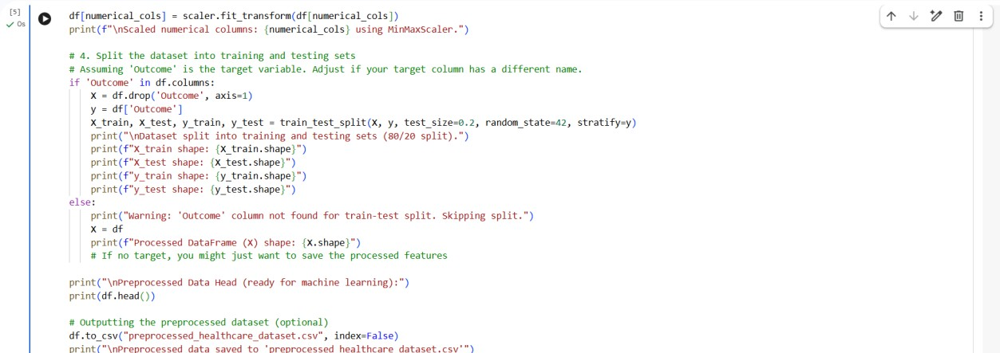 [5]
0s
df[numerical_cols] = scaler.fit_transform(df[numerical_cols])
print(f"\nScaled numerical columns: {numerical_cols} using MinMaxScaler.")
# 4. Split the dataset into training and testing sets
# Assuming 'Outcome' is the target variable. Adjust if your target column has a different name.
if 'Outcome' in df.columns:
    X = df.drop('Outcome', axis=1)
    y = df['Outcome']
    X_train, X_test, y_train, y_test = train_test_split(X, y, test_size=0.2, random_state=42, stratify=y)
    print("\nDataset split into training and testing sets (80/20 split).")
    print(f"X_train shape: {X_train.shape}")
    print(f"X_test shape: {X_test.shape}")
    print(f"y_train shape: {y_train.shape}")
    print(f"y_test shape: {y_test.shape}")
else:
    print("Warning: 'Outcome' column not found for train-test split. Skipping split.")
    X = df
    print(f"Processed DataFrame (X) shape: {X.shape}")
    # If no target, you might just want to save the processed features
print("\nPreprocessed Data Head (ready for machine learning):")
print(df.head())
# Outputting the preprocessed dataset (optional)
df.to_csv("preprocessed_healthcare_dataset.csv", index=False)
print("\nPreprocessed data saved to 'preprocessed_healthcare_dataset.csv'")